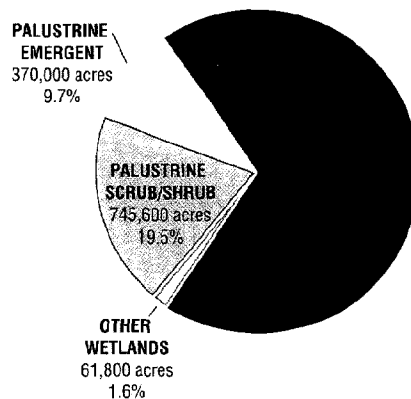 PALUSTRINE
EMERGENT
370,000 acres
9.7%
PALUSTRINE
SCRUB/SHRUB
745,600 acres
19.5%
OTHER
WETLANDS
61,800 acres
1.6%